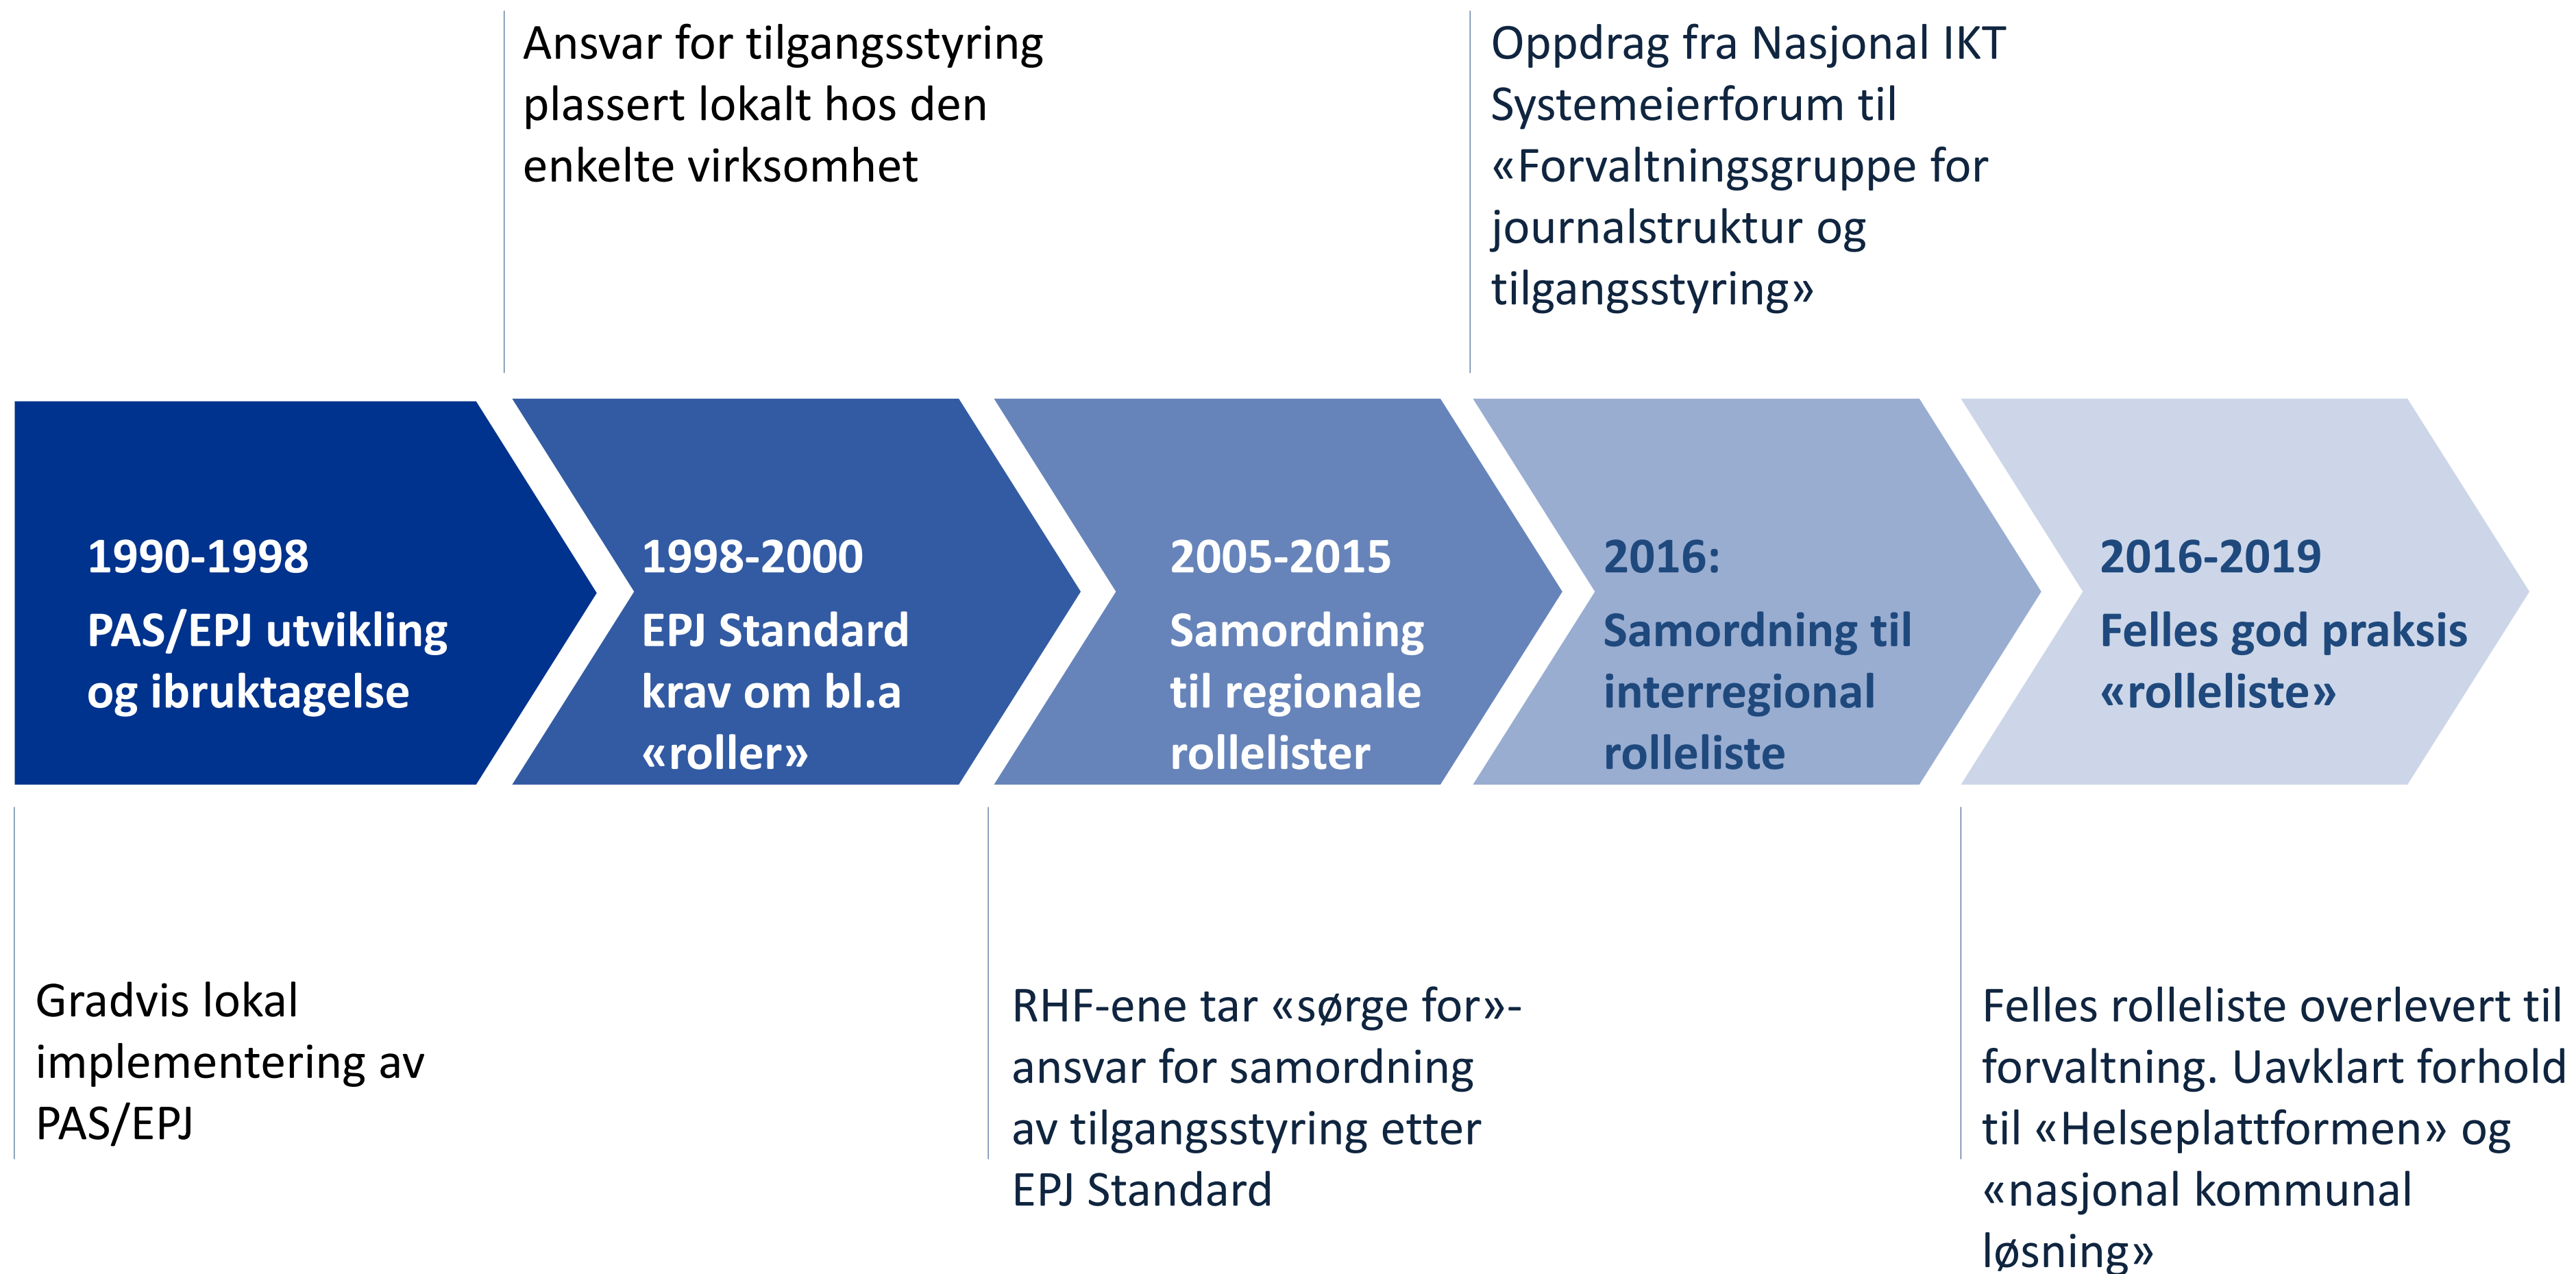 Ansvar for tilgangsstyring
plassert lokalt hos den
enkelte virksomhet
Oppdrag fra Nasjonal IKT
Systemeierforum til
«Forvaltningsgruppe for
journalstruktur og
tilgangsstyring»
1990-1998
PAS/EPJ utvikling
og ibruktagelse
1998-2000
EPJ Standard
krav om bl.a
«roller»
2005-2015
Samordning
til regionale
rollelister
2016:
Samordning til
interregional
rolleliste
2016-2019
Felles god praksis
«rolleliste»
Gradvis lokal
implementering av
PAS/EPJ
RHF-ene tar «sørge for»-
ansvar for samordning
av tilgangsstyring etter
EPJ Standard
Felles rolleliste overlevert til
forvaltning. Uavklart forhold
til «Helseplattformen» og
«nasjonal kommunal
løsning»